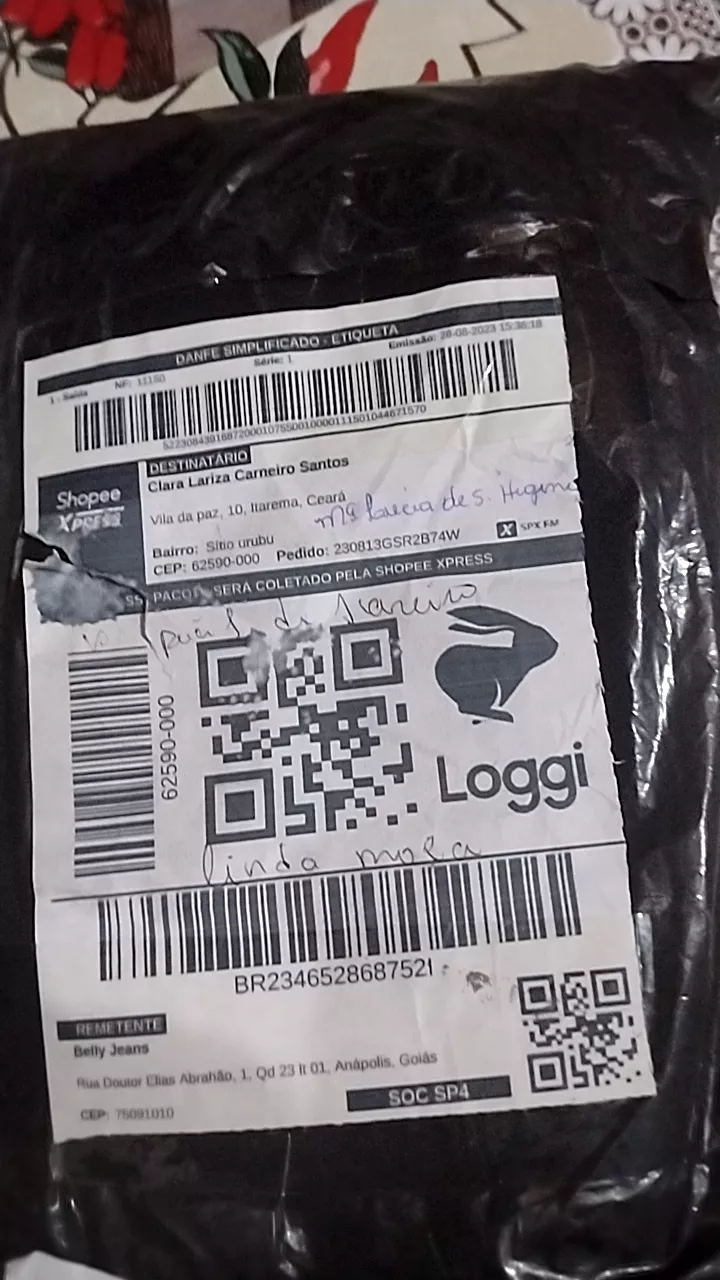 DANFE SIMPLIFICADO - ETIQUETA
1 - Saída NF: 11150 Série: 1 Emissão: 28-08-2023 15:36:18
52230843916872000107550010000111501044671570
Shopee
XPRESS
DESTINATÁRIO
Clara Lariza Carneiro Santos
Vila da paz, 10, Itarema, Ceará
Bairro: Sitio urubu
CEP: 62590-000 Pedido: 230813GSR2B74W
SPX FM
PACO SERÁ COLETADO PELA SHOPEE XPRESS
62590-000
Loggi
linda
BR234652868752I
REMETENTE
Belly Jeans
Rua Doutor Elias Abrahão, 1, Qd 23 lt 01, Anápolis, Goiás
CEP: 75091010
SOC SP4